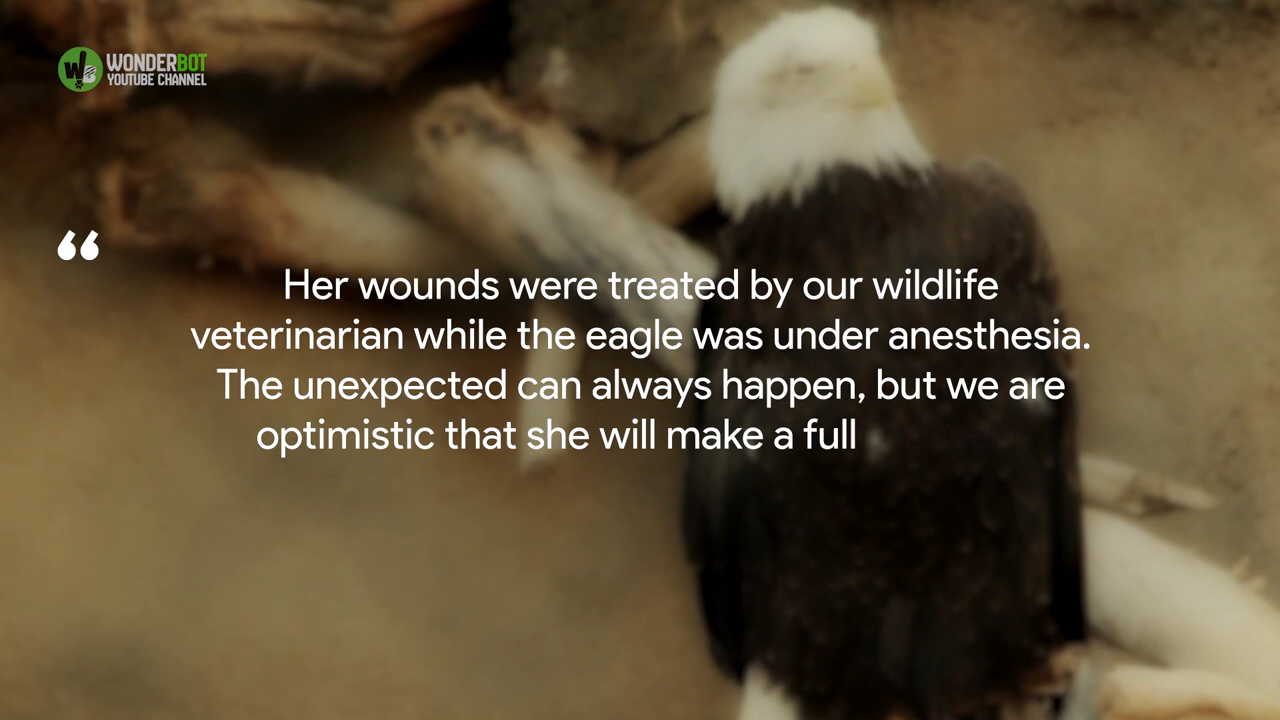 WONDERBOT
YOUTUBE CHANNEL
“
Her wounds were treated by our wildlife
veterinarian while the eagle was under anesthesia.
The unexpected can always happen, but we are
optimistic that she will make a full